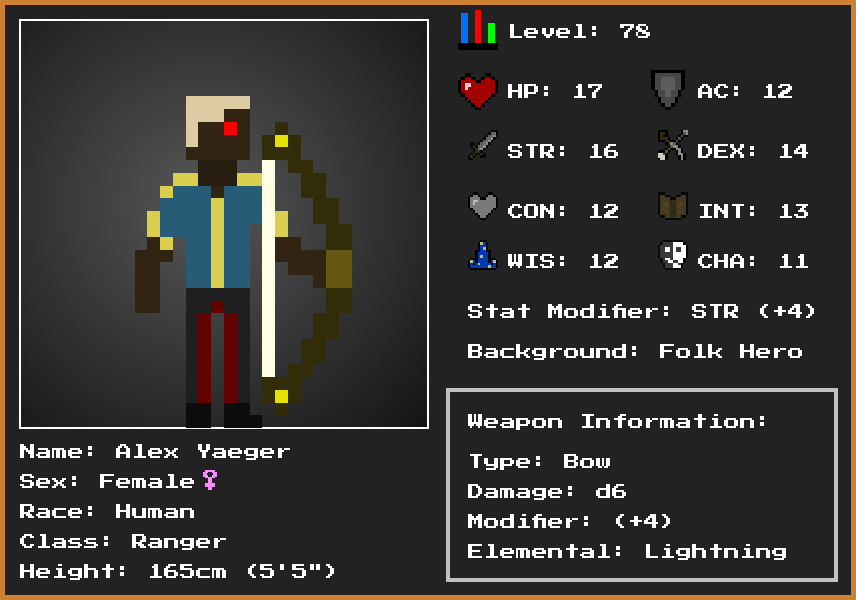 Level: 78
HP: 17 AC: 12
STR: 16 DEX: 14
CON: 12 INT: 13
WIS: 12 CHA: 11
Stat Modifier: STR (+4)
Background: Folk Hero
Weapon Information:
Type: Bow
Damage: d6
Modifier: (+4)
Elemental: Lightning
Name: Alex Yaeger
Sex: Female♀
Race: Human
Class: Ranger
Height: 165cm (5'5")